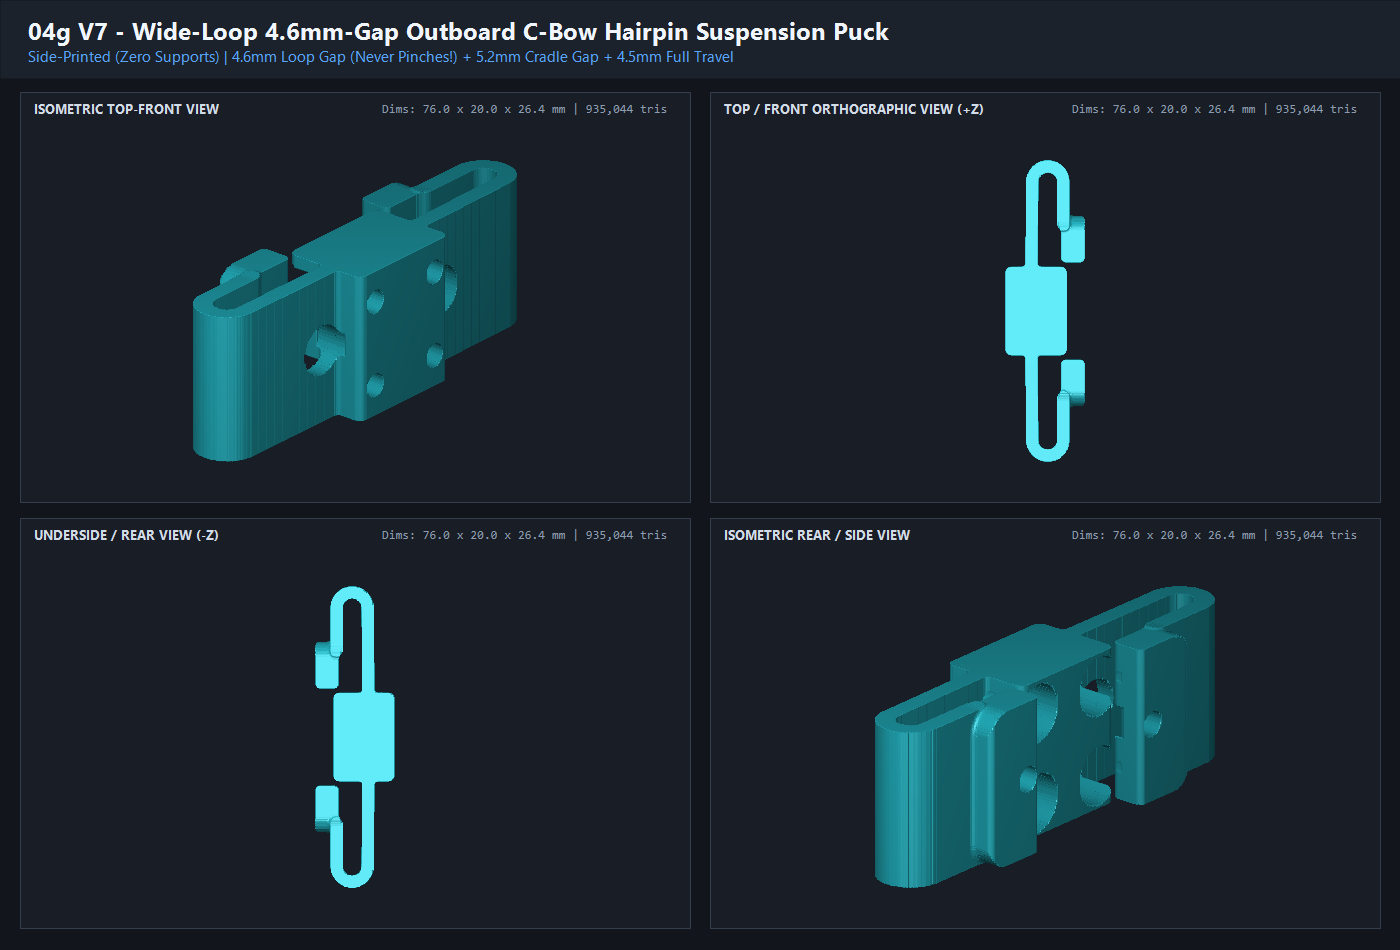 04g V7 - Wide-Loop 4.6mm-Gap Outboard C-Bow Hairpin Suspension Puck
Side-Printed (Zero Supports) | 4.6mm Loop Gap (Never Pinches!) + 5.2mm Cradle Gap + 4.5mm Full Travel
ISOMETRIC TOP-FRONT VIEW
Dims: 76.0 x 20.0 x 26.4 mm | 935,044 tris
TOP / FRONT ORTHOGRAPHIC VIEW (+Z)
Dims: 76.0 x 20.0 x 26.4 mm | 935,044 tris
UNDERSIDE / REAR VIEW (-Z)
Dims: 76.0 x 20.0 x 26.4 mm | 935,044 tris
ISOMETRIC REAR / SIDE VIEW
Dims: 76.0 x 20.0 x 26.4 mm | 935,044 tris